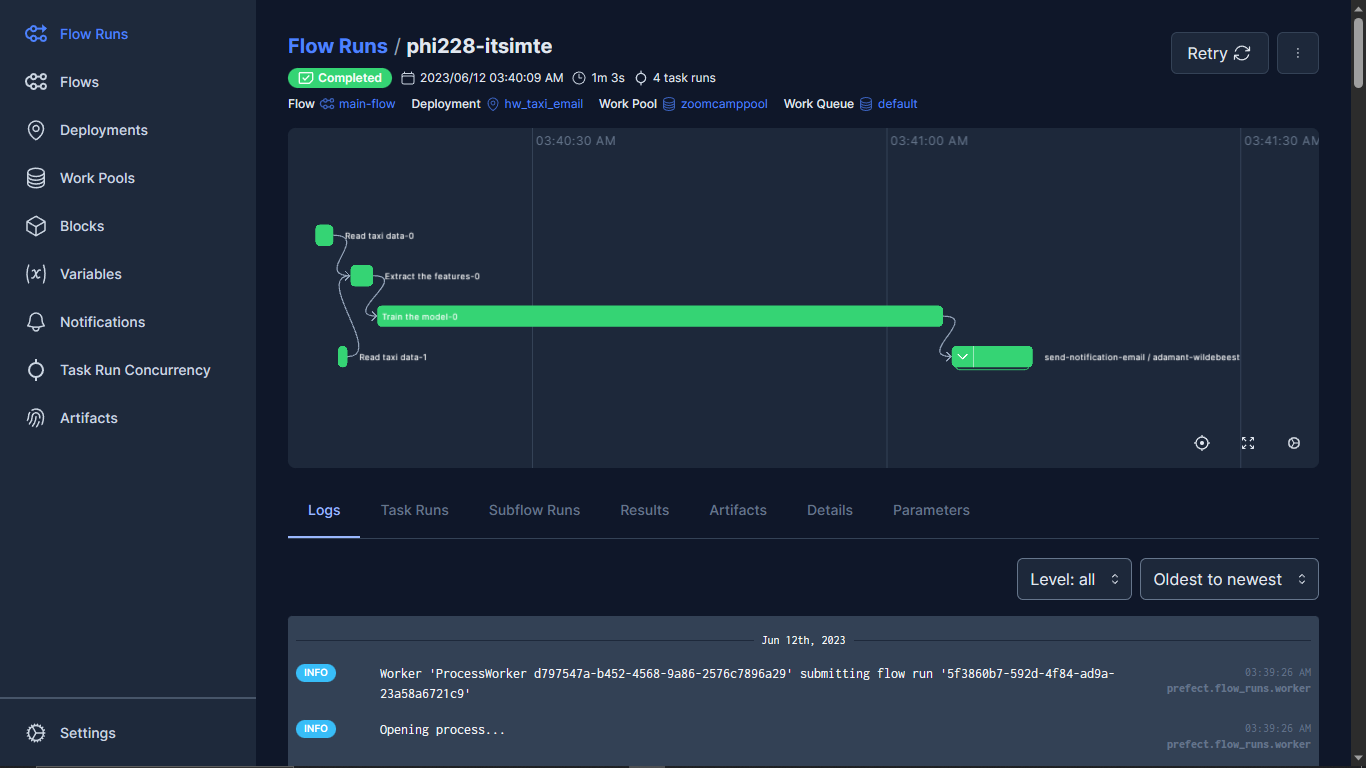 Flow Runs
Flows
Deployments
Work Pools
Blocks
Variables
Notifications
Task Run Concurrency
Artifacts
Settings
Flow Runs / phi228-itsimte
Retry
Completed 2023/06/12 03:40:09 AM 1m 3s 4 task runs
Flow main-flow Deployment hw_taxi_email Work Pool zoomcamppool Work Queue default
03:40:30 AM 03:41:00 AM 03:41:30 AM
Read taxi data-0
Extract the features-0
Train the model-0
Read taxi data-1
send-notification-email / adamant-wildebeest
Logs Task Runs Subflow Runs Results Artifacts Details Parameters
Level: all Oldest to newest
Jun 12th, 2023
INFO Worker 'ProcessWorker d797547a-b452-4568-9a86-2576c7896a29' submitting flow run '5f3860b7-592d-4f84-ad9a- 03:39:26 AM
23a58a6721c9' prefect.flow_runs.worker
INFO Opening process... 03:39:26 AM
prefect.flow_runs.worker